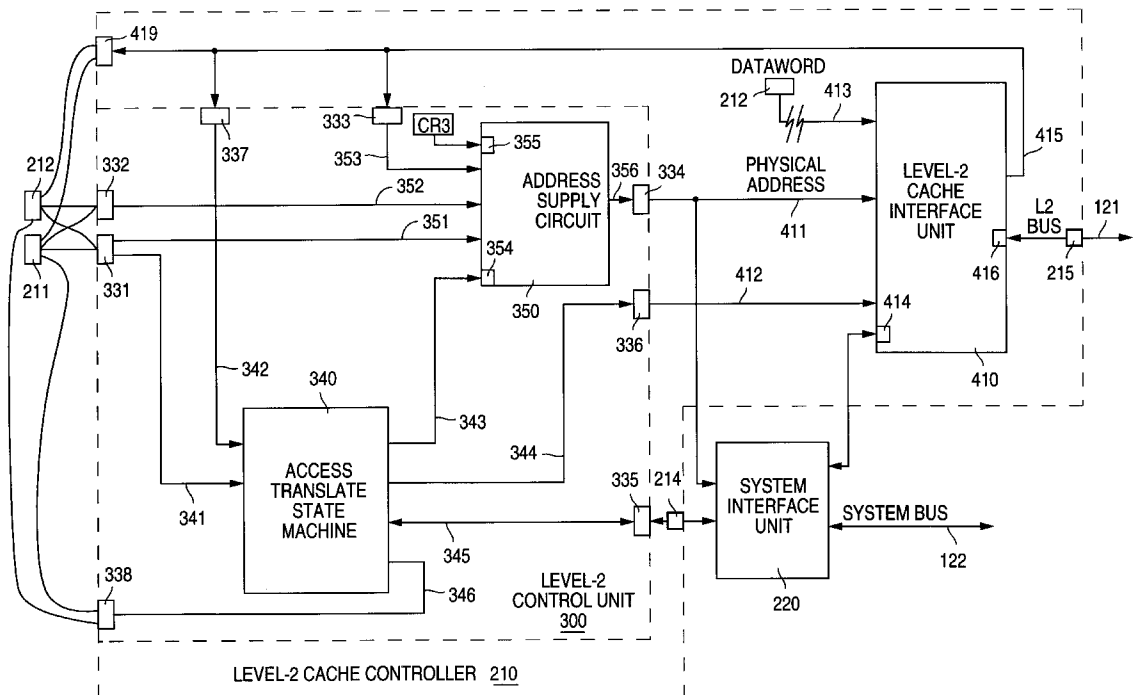 419
DATAWORD
212
413
337
333
353
CR3
355
ADDRESS
SUPPLY
CIRCUIT
356
334
PHYSICAL
ADDRESS
411
LEVEL-2
CACHE
INTERFACE
UNIT
415
212
332
352
351
211
331
354
350
336
412
L2
BUS
416
215
121
414
410
342
340
343
344
ACCESS
TRANSLATE
STATE
MACHINE
341
335
214
345
SYSTEM
INTERFACE
UNIT
SYSTEM BUS
122
220
338
346
LEVEL-2
CONTROL UNIT
300
LEVEL-2 CACHE CONTROLLER 210